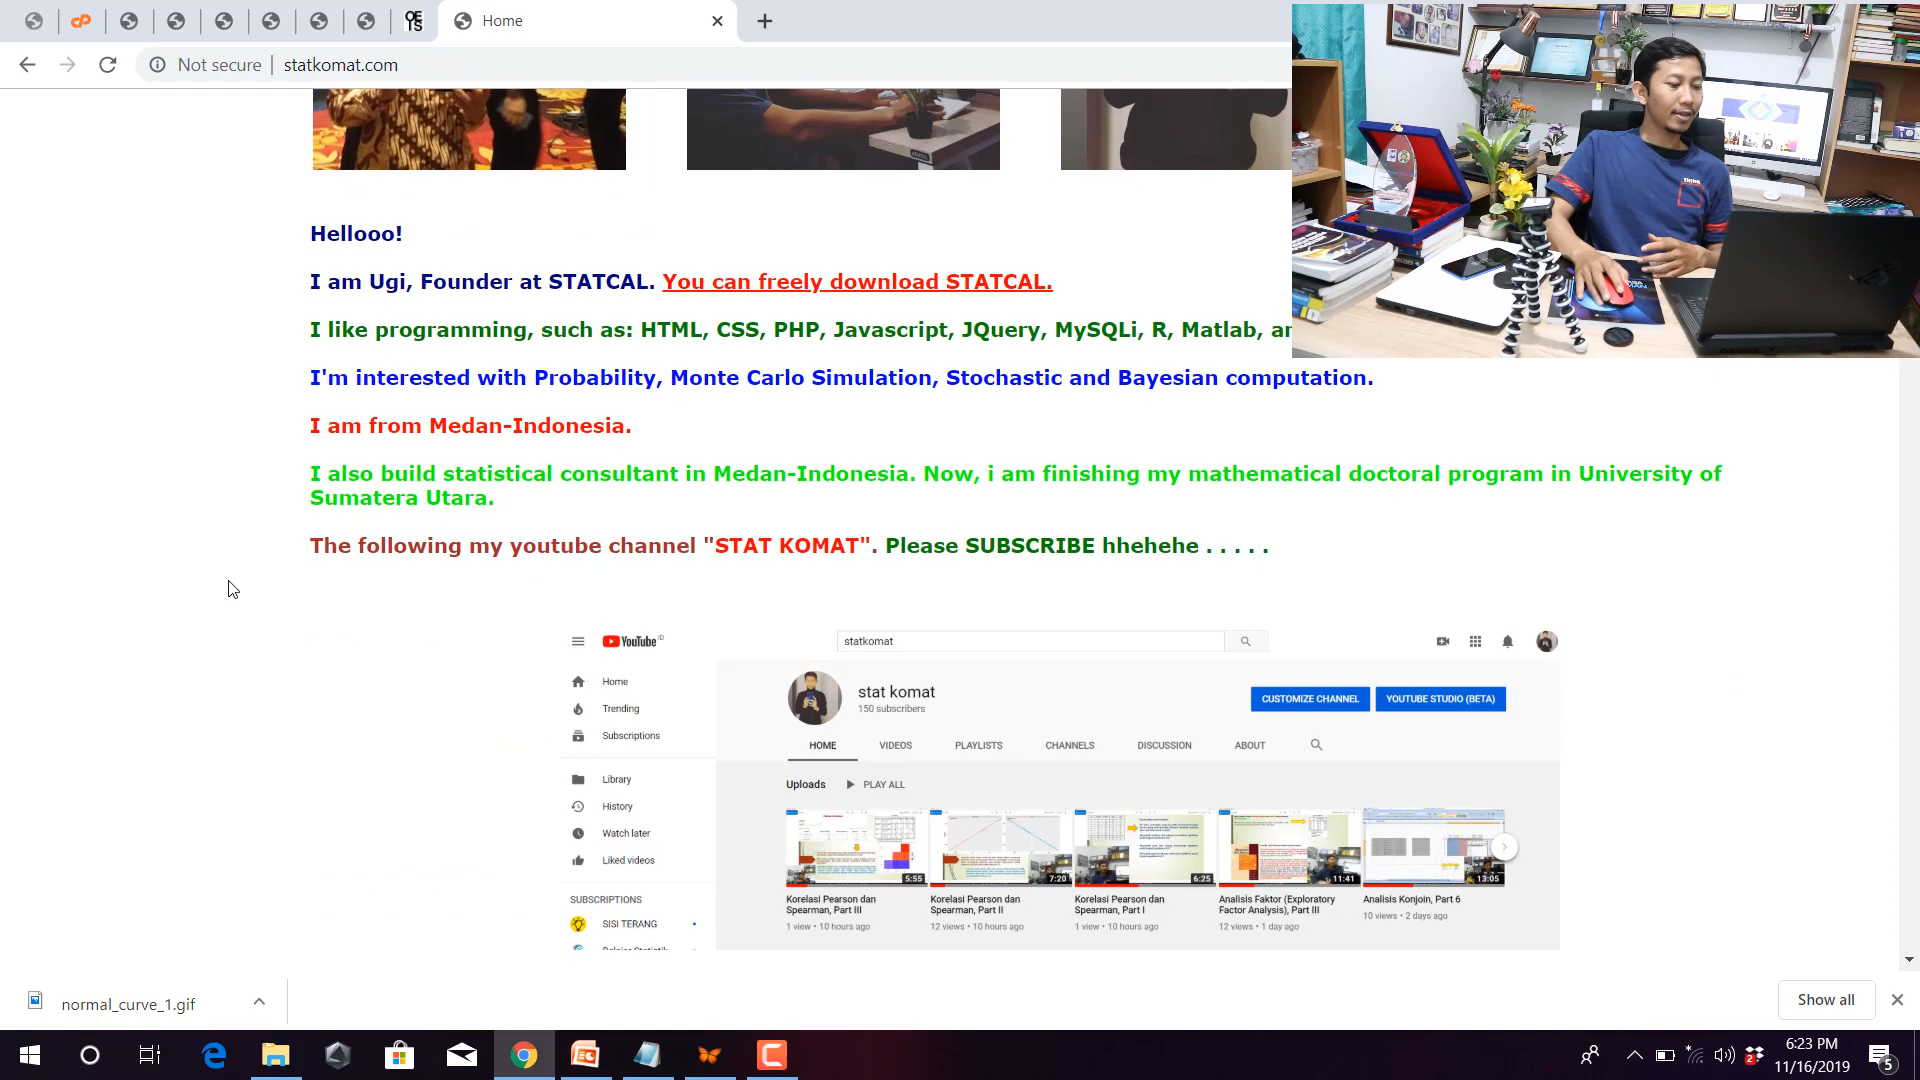 Home
Not secure | statkomat.com
Hellooo!
I am Ugi, Founder at STATCAL. You can freely download STATCAL.
I like programming, such as: HTML, CSS, PHP, Javascript, JQuery, MySQLi, R, Matlab, an
I'm interested with Probability, Monte Carlo Simulation, Stochastic and Bayesian computation.
I am from Medan-Indonesia.
I also build statistical consultant in Medan-Indonesia. Now, i am finishing my mathematical doctoral program in University of
Sumatera Utara.
The following my youtube channel "STAT KOMAT". Please SUBSCRIBE hhehehe . . . . .
YouTube ID
statkomat
Home
Trending
Subscriptions
Library
History
Watch later
Liked videos
SUBSCRIPTIONS
SISI TERANG
stat komat
150 subscribers
CUSTOMIZE CHANNEL
YOUTUBE STUDIO (BETA)
HOME VIDEOS PLAYLISTS CHANNELS DISCUSSION ABOUT
Uploads PLAY ALL
5:55 7:20 6:25 11:41 13:05
Korelasi Pearson dan
Spearman, Part III
1 view • 10 hours ago
Korelasi Pearson dan
Spearman, Part II
12 views • 10 hours ago
Korelasi Pearson dan
Spearman, Part I
1 view • 10 hours ago
Analisis Faktor (Exploratory
Factor Analysis), Part III
12 views • 1 day ago
Analisis Konjoin, Part 6
10 views • 2 days ago
normal_curve_1.gif
Show all
6:23 PM
11/16/2019
5